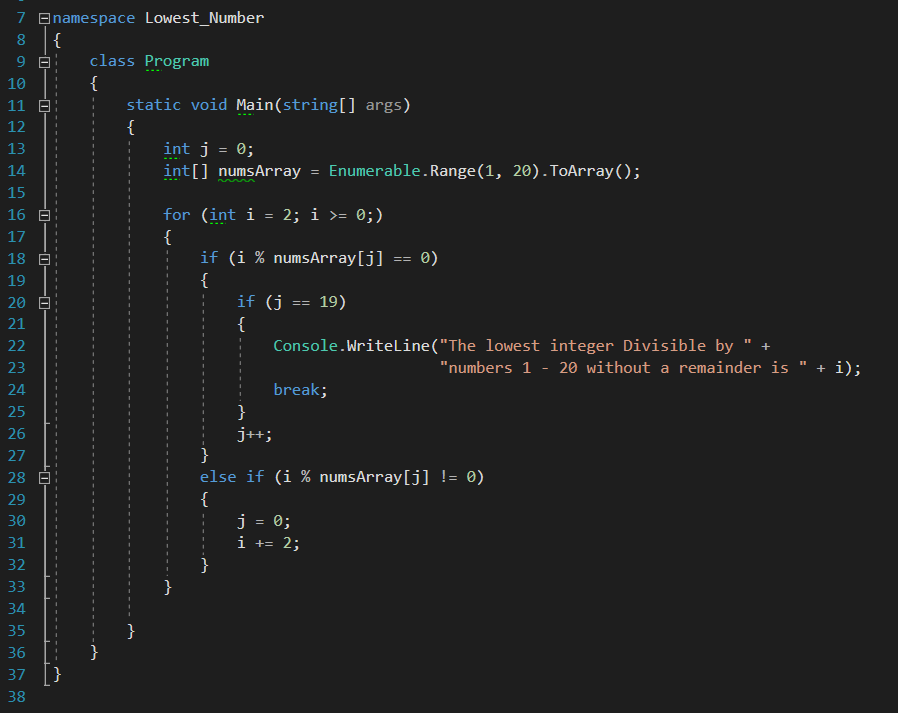 7 namespace Lowest_Number
8 {
9 class Program
10 {
11 static void Main(string[] args)
12 {
13 int j = 0;
14 int[] numsArray = Enumerable.Range(1, 20).ToArray();
15
16 for (int i = 2; i >= 0;)
17 {
18 if (i % numsArray[j] == 0)
19 {
20 if (j == 19)
21 {
22 Console.WriteLine("The lowest integer Divisible by " +
23 "numbers 1 - 20 without a remainder is " + i);
24 break;
25 }
26 j++;
27 }
28 else if (i % numsArray[j] != 0)
29 {
30 j = 0;
31 i += 2;
32 }
33 }
34
35 }
36 }
37 }
38